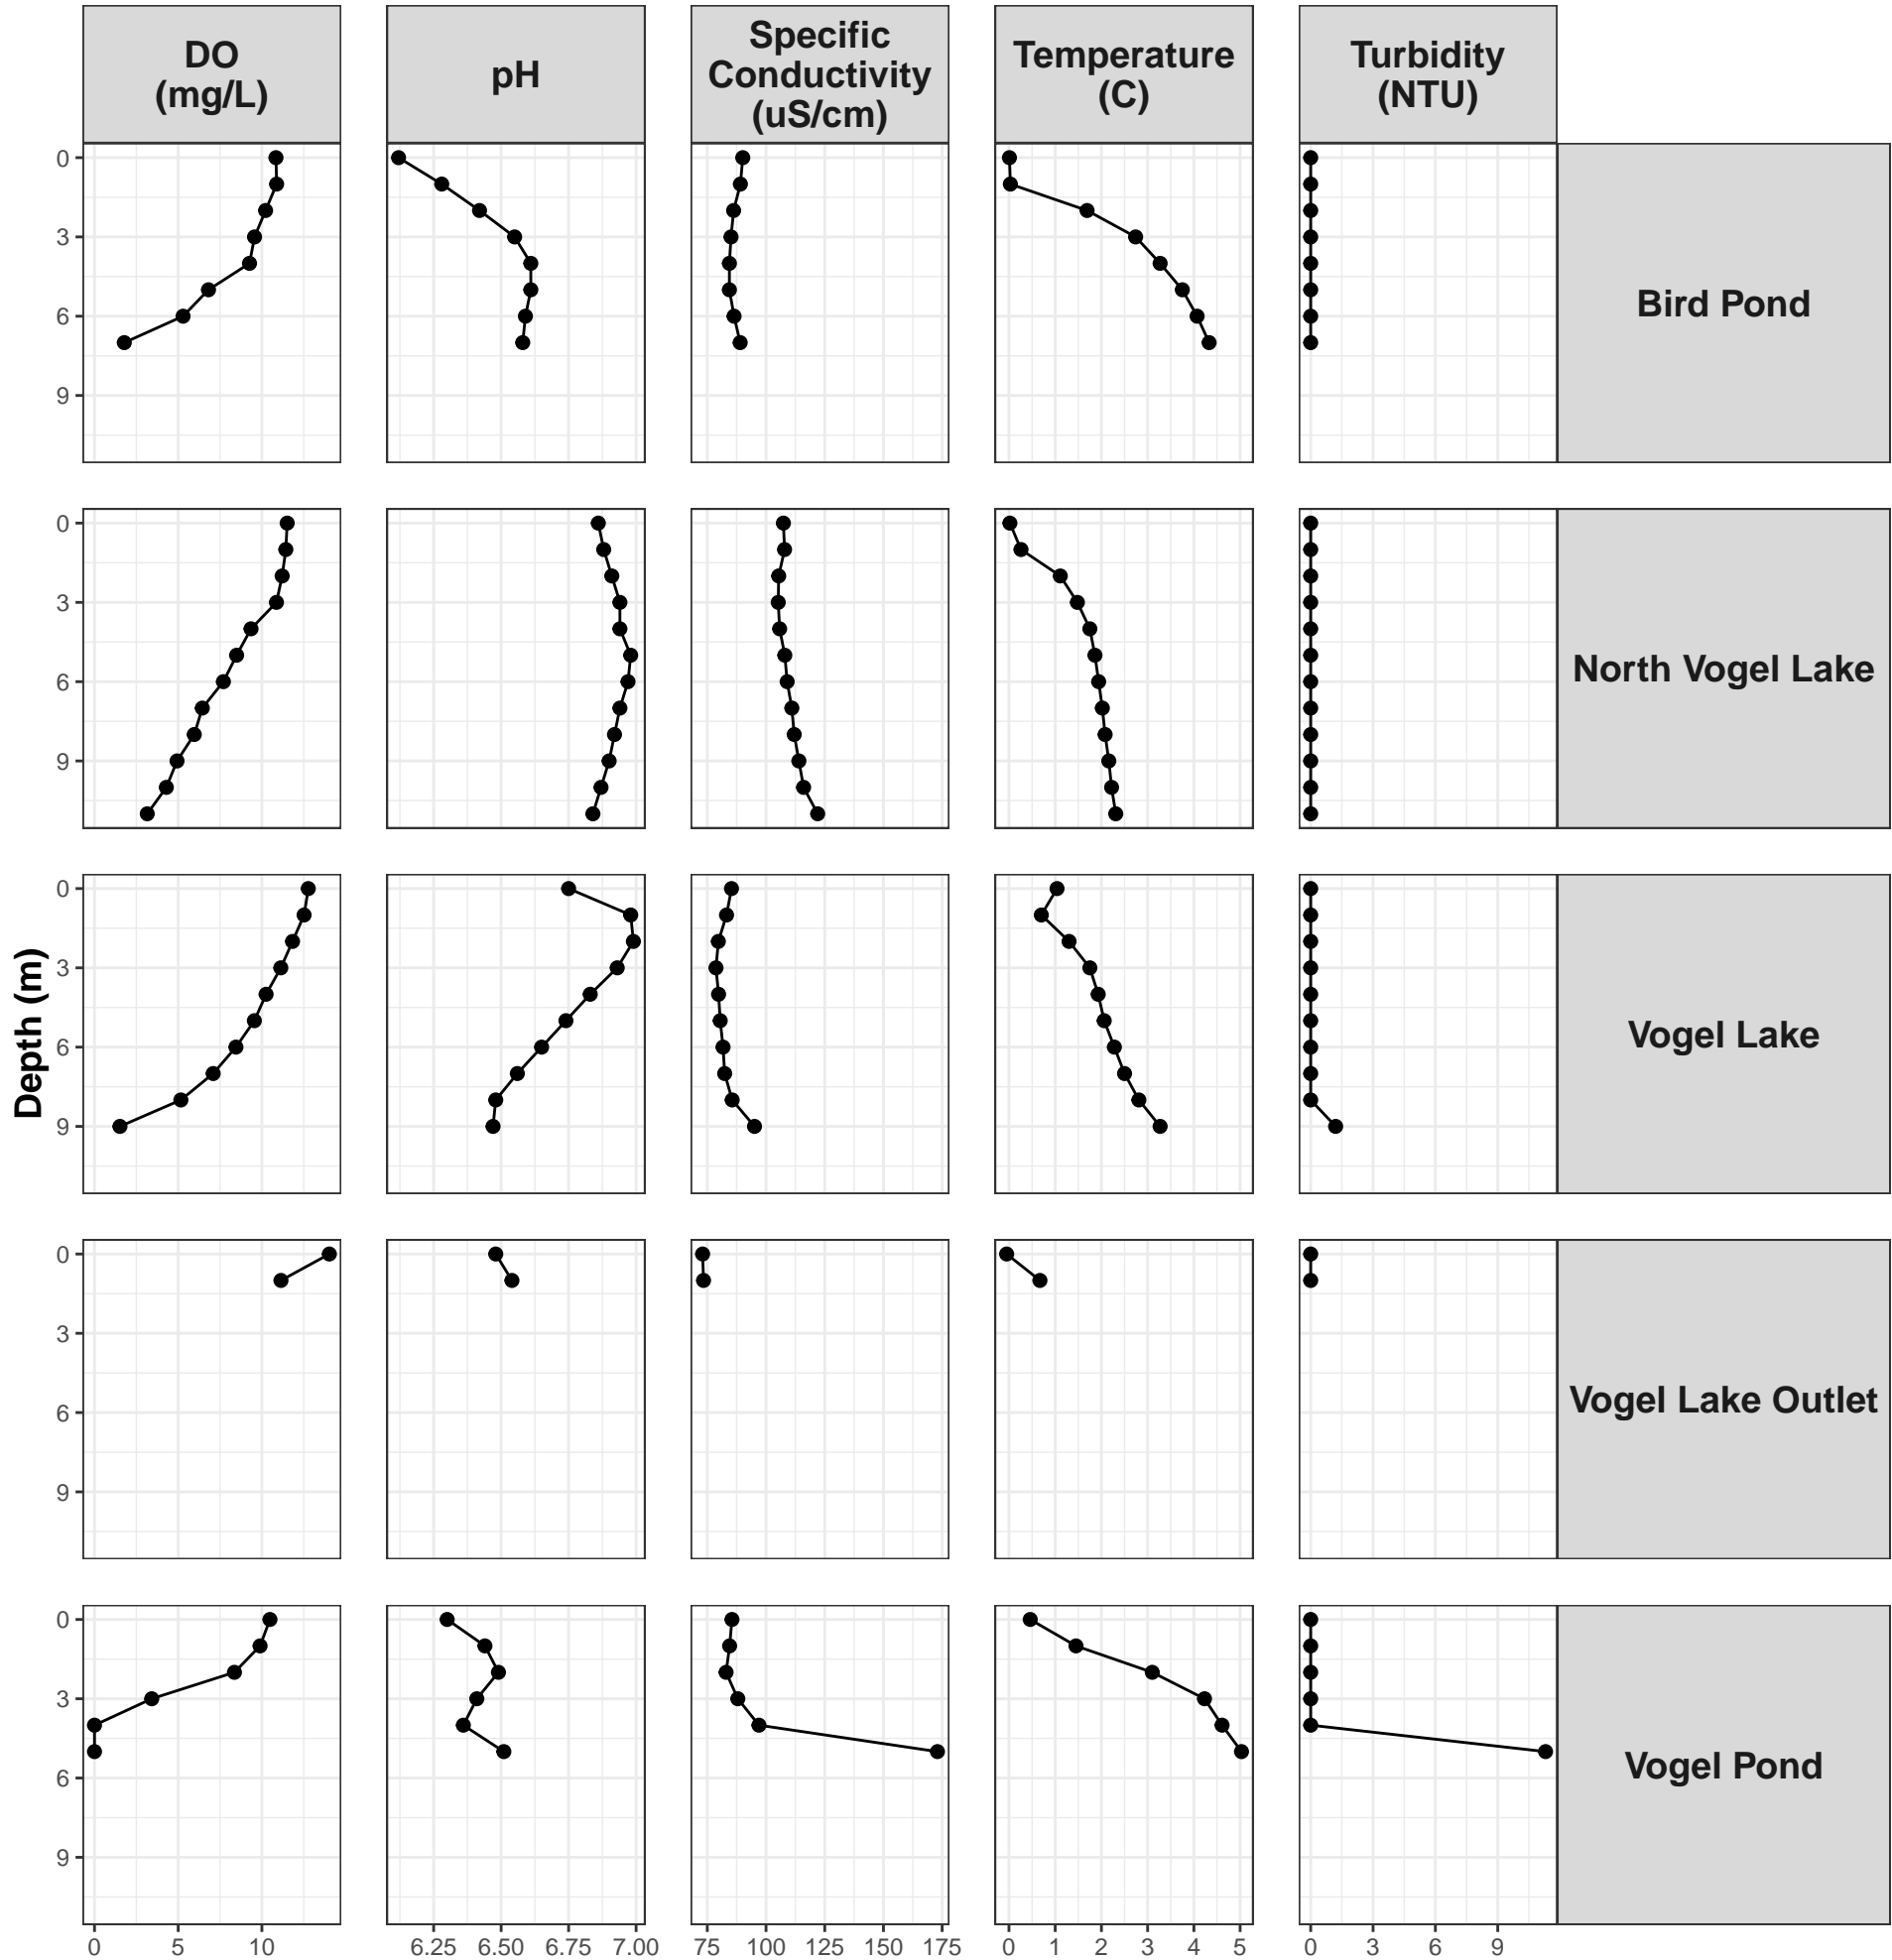 DO
(mg/L)
pH
Specific
Conductivity
(uS/cm)
Temperature
(C)
Turbidity
(NTU)
0
3
6
9
Bird Pond
0
3
6
9
North Vogel Lake
Depth (m)
0
3
6
9
Vogel Lake
0
3
6
9
Vogel Lake Outlet
0
3
6
9
Vogel Pond
0 5 10
6.25 6.50 6.75 7.00
75 100 125 150 175
0 1 2 3 4 5
0 3 6 9